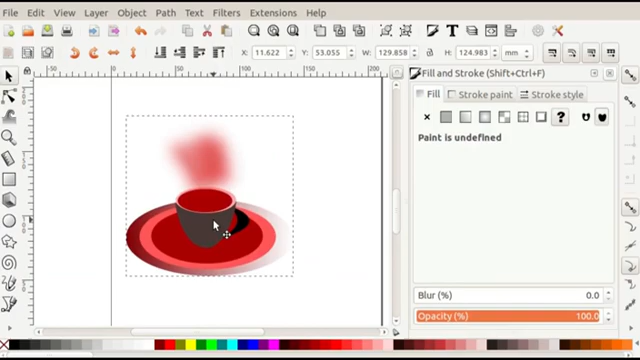 File Edit View Layer Object Path Text Filters Extensions Help
X: 11.622 Y: 53.055 W: 129.858 H: 124.983 mm
Fill and Stroke (Shift+Ctrl+F)
Fill Stroke paint Stroke style
Paint is undefined
Blur (%) 0.0
Opacity (%) 100.0